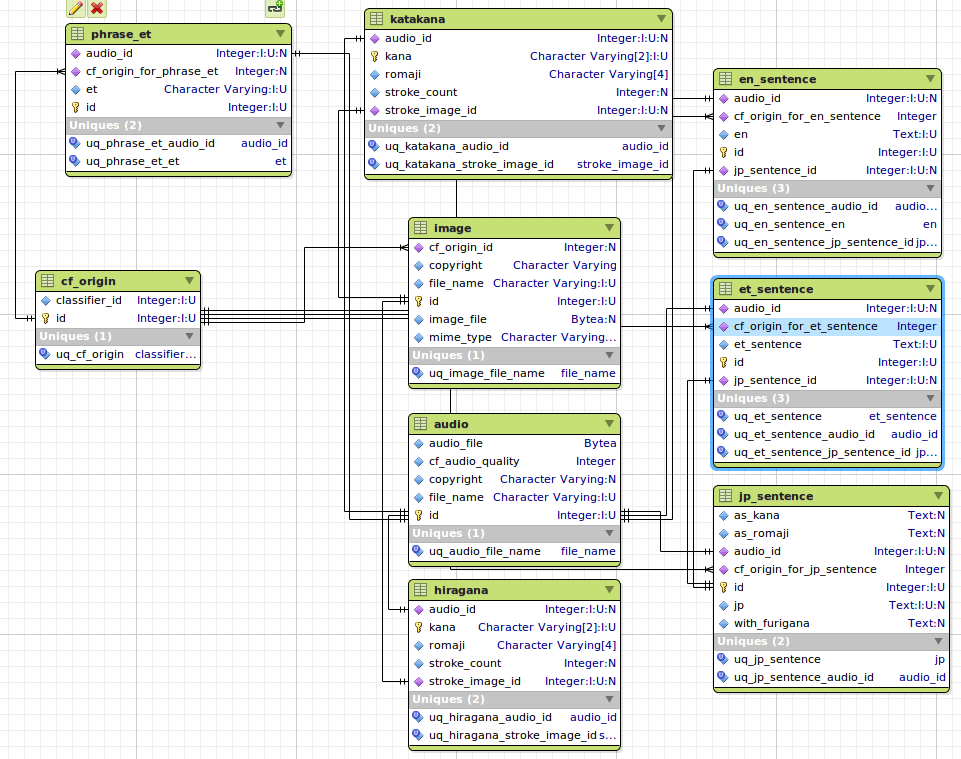 phrase_et
audio_id Integer:I:U:N
cf_origin_for_phrase_et Integer:N
et Character Varying:I:U
id Integer:I:U
Uniques (2)
uq_phrase_et_audio_id audio_id
uq_phrase_et_et et
katakana
audio_id Integer:I:U:N
kana Character Varying[2]:I:U
romaji Character Varying[4]
stroke_count Integer:N
stroke_image_id Integer:I:U:N
Uniques (2)
uq_katakana_audio_id audio_id
uq_katakana_stroke_image_id stroke_image_id
en_sentence
audio_id Integer:I:U:N
cf_origin_for_en_sentence Integer
en Text:I:U
id Integer:I:U
jp_sentence_id Integer:I:U:N
Uniques (3)
uq_en_sentence_audio_id audio...
uq_en_sentence_en en
uq_en_sentence_jp_sentence_id jp...
cf_origin
classifier_id Integer:I:U
id Integer:I:U
Uniques (1)
uq_cf_origin classifier...
image
cf_origin_id Integer:N
copyright Character Varying
file_name Character Varying:I:U
id Integer:I:U
image_file Bytea:N
mime_type Character Varying...
Uniques (1)
uq_image_file_name file_name
et_sentence
audio_id Integer:I:U:N
cf_origin_for_et_sentence Integer
et_sentence Text:I:U
id Integer:I:U
jp_sentence_id Integer:I:U:N
Uniques (3)
uq_et_sentence et_sentence
uq_et_sentence_audio_id audio_id
uq_et_sentence_jp_sentence_id jp...
audio
audio_file Bytea
cf_audio_quality Integer
copyright Character Varying:N
file_name Character Varying:I:U
id Integer:I:U
Uniques (1)
uq_audio_file_name file_name
jp_sentence
as_kana Text:N
as_romaji Text:N
audio_id Integer:I:U:N
cf_origin_for_jp_sentence Integer
id Integer:I:U
jp Text:I:U:N
with_furigana Text:N
Uniques (2)
uq_jp_sentence jp
uq_jp_sentence_audio_id audio_id
hiragana
audio_id Integer:I:U:N
kana Character Varying[2]:I:U
romaji Character Varying[4]
stroke_count Integer:N
stroke_image_id Integer:I:U:N
Uniques (2)
uq_hiragana_audio_id audio_id
uq_hiragana_stroke_image_id s...